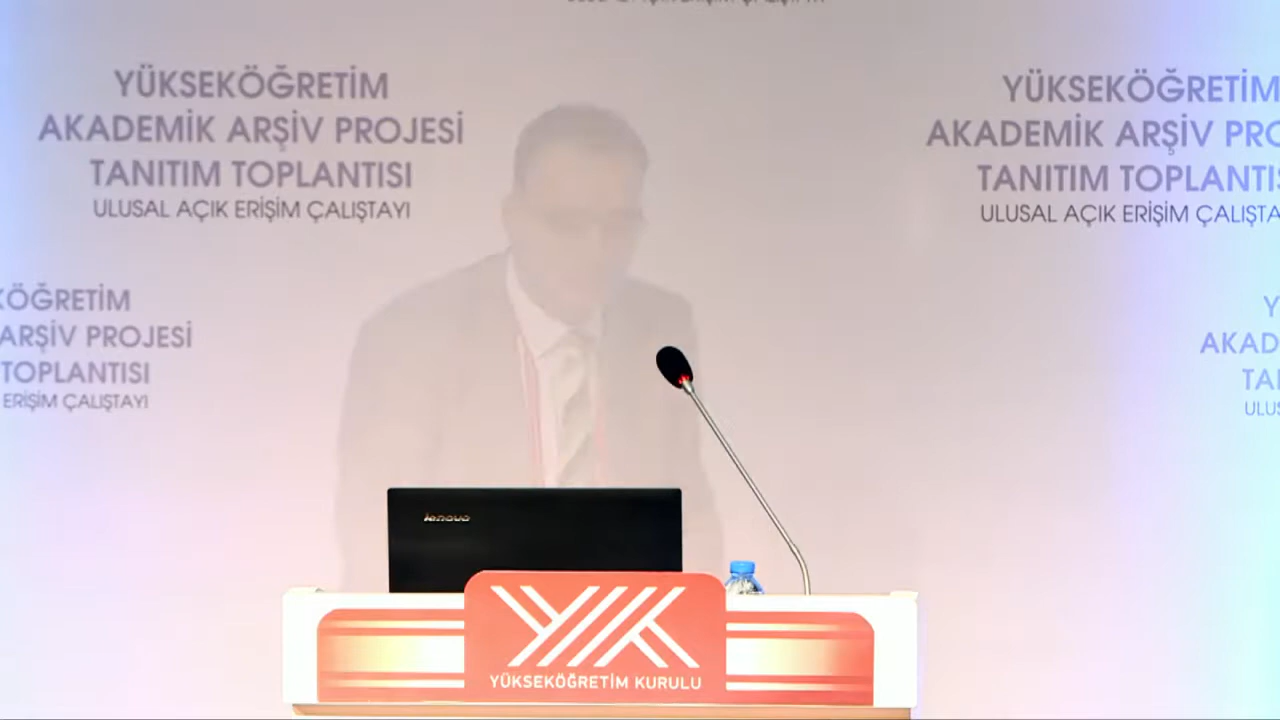 YÜKSEKÖĞRETİM
AKADEMİK ARŞİV PROJESİ
TANITIM TOPLANTISI
ULUSAL AÇIK ERİŞİM ÇALIŞTAYI
YÜKSEKÖĞRETİM
AKADEMİK ARŞİV
TANITIM
ULUSAL AÇIK ERİŞİM
ARŞİV PROJESİ
TOPLANTISI
ERİŞİM ÇALIŞTAYI
lenovo
YÜKSEKÖĞRETİM KURULU